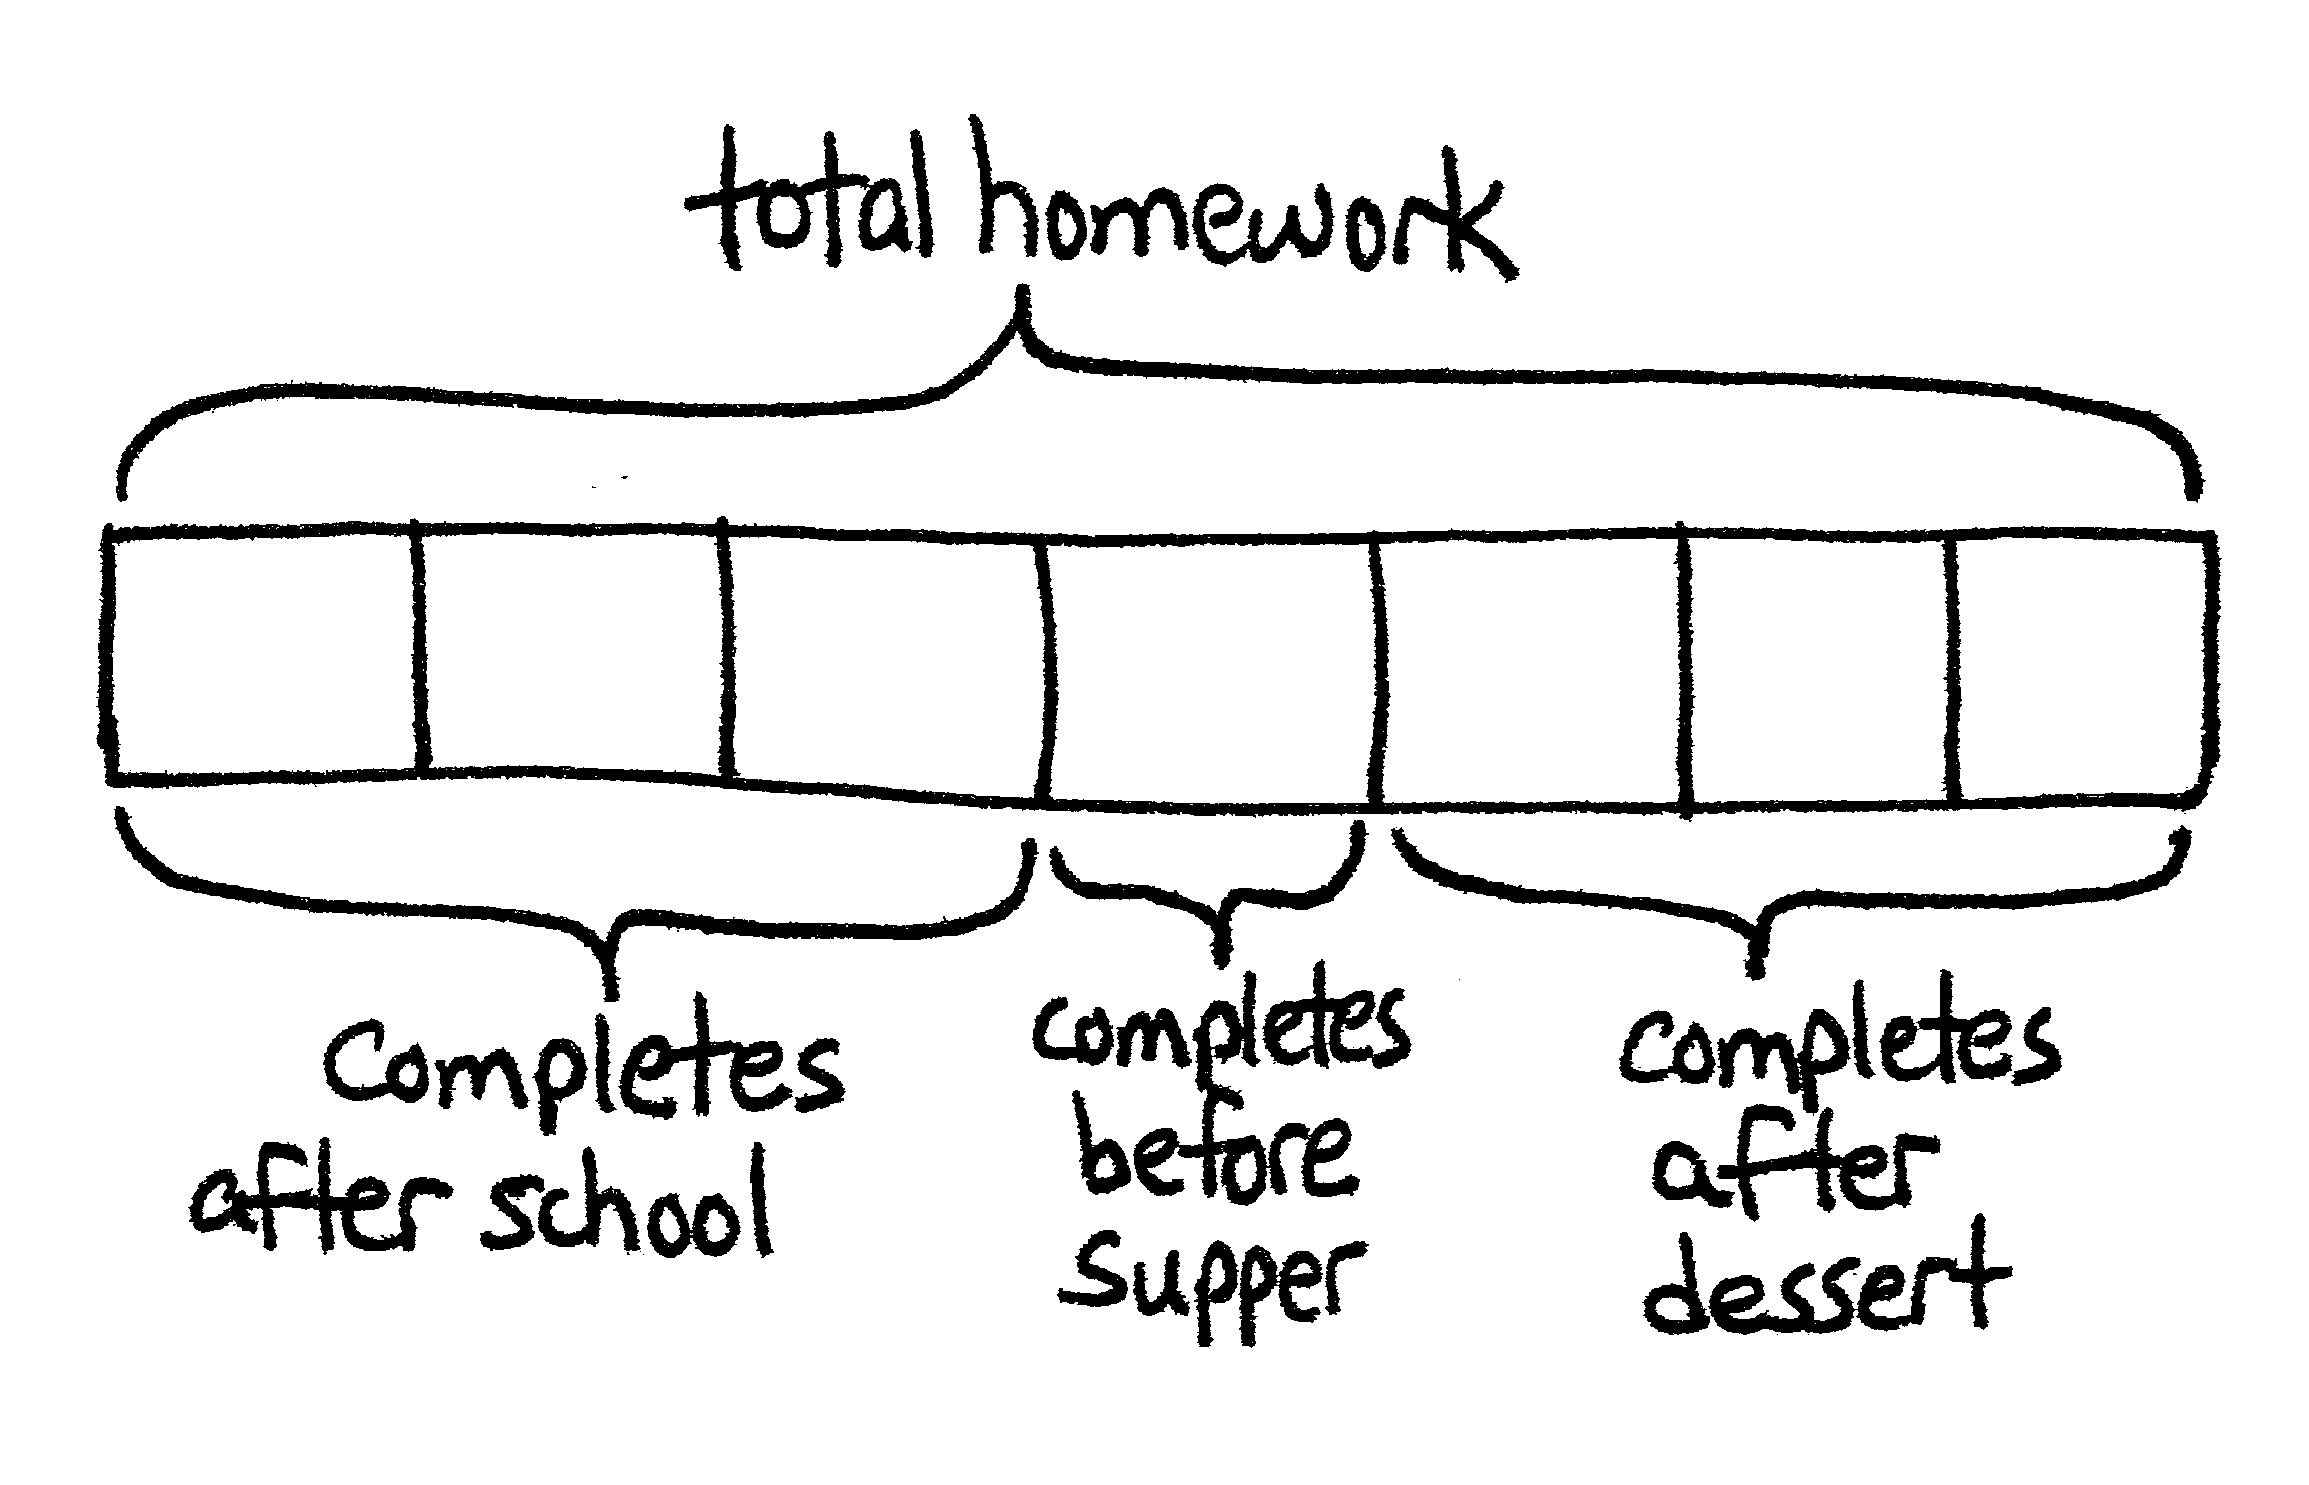 total homework
Completes
after school
completes
before
supper
completes
after
dessert